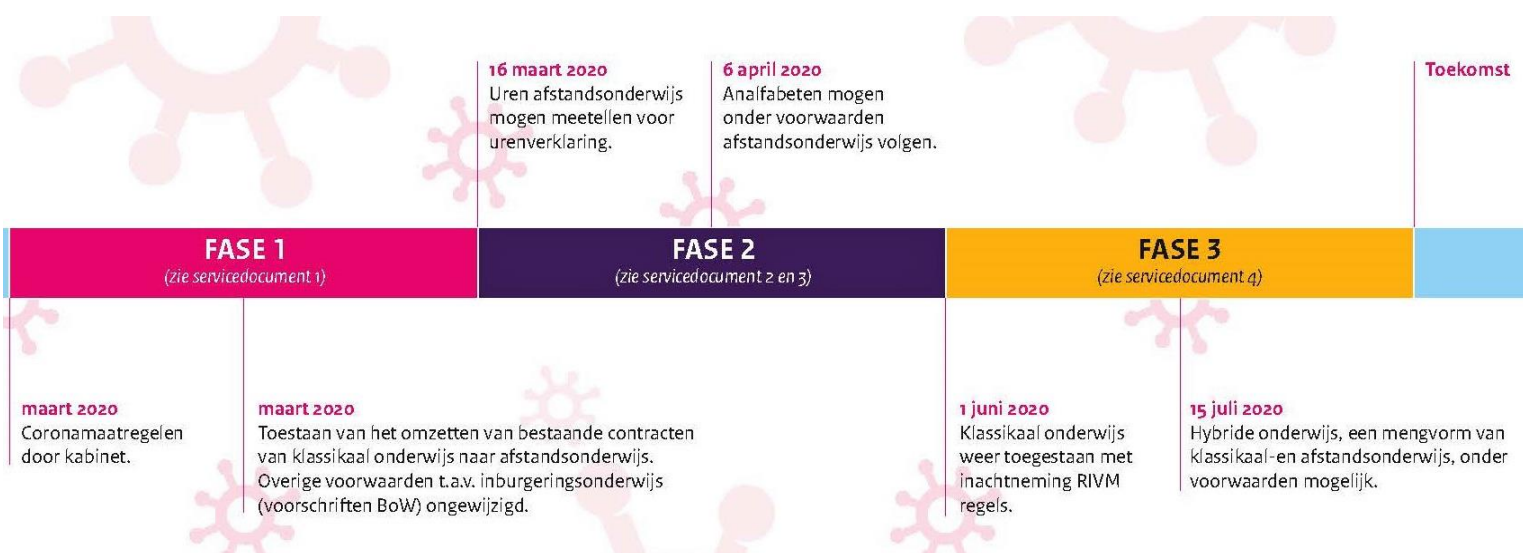 16 maart 2020
Uren afstandsonderwijs
mogen meetellen voor
urenverklaring.
6 april 2020
Analfabeten mogen
onder voorwaarden
afstandsonderwijs volgen.
Toekomst
FASE 1
(zie servicedocument 1)
FASE 2
(zie servicedocument 2 en 3)
FASE 3
(zie servicedocument 4)
maart 2020
Coronamaatregelen
door kabinet.
maart 2020
Toestaan van het omzetten van bestaande contracten
van klassikaal onderwijs naar afstandsonderwijs.
Overige voorwaarden t.a.v. inburgeringsonderwijs
(voorschriften BoW) ongewijzigd.
1 juni 2020
Klassikaal onderwijs
weer toegestaan met
inachtneming RIVM
regels.
15 juli 2020
Hybride onderwijs, een mengvorm van
klassikaal-en afstandsonderwijs, onder
voorwaarden mogelijk.